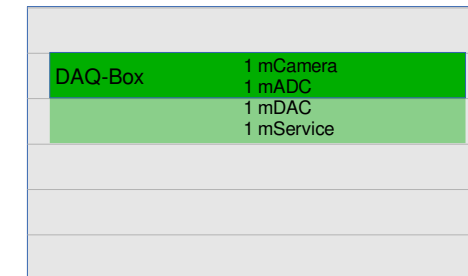 DAQ-Box
1 mCamera
1 mADC
1 mDAC
1 mService